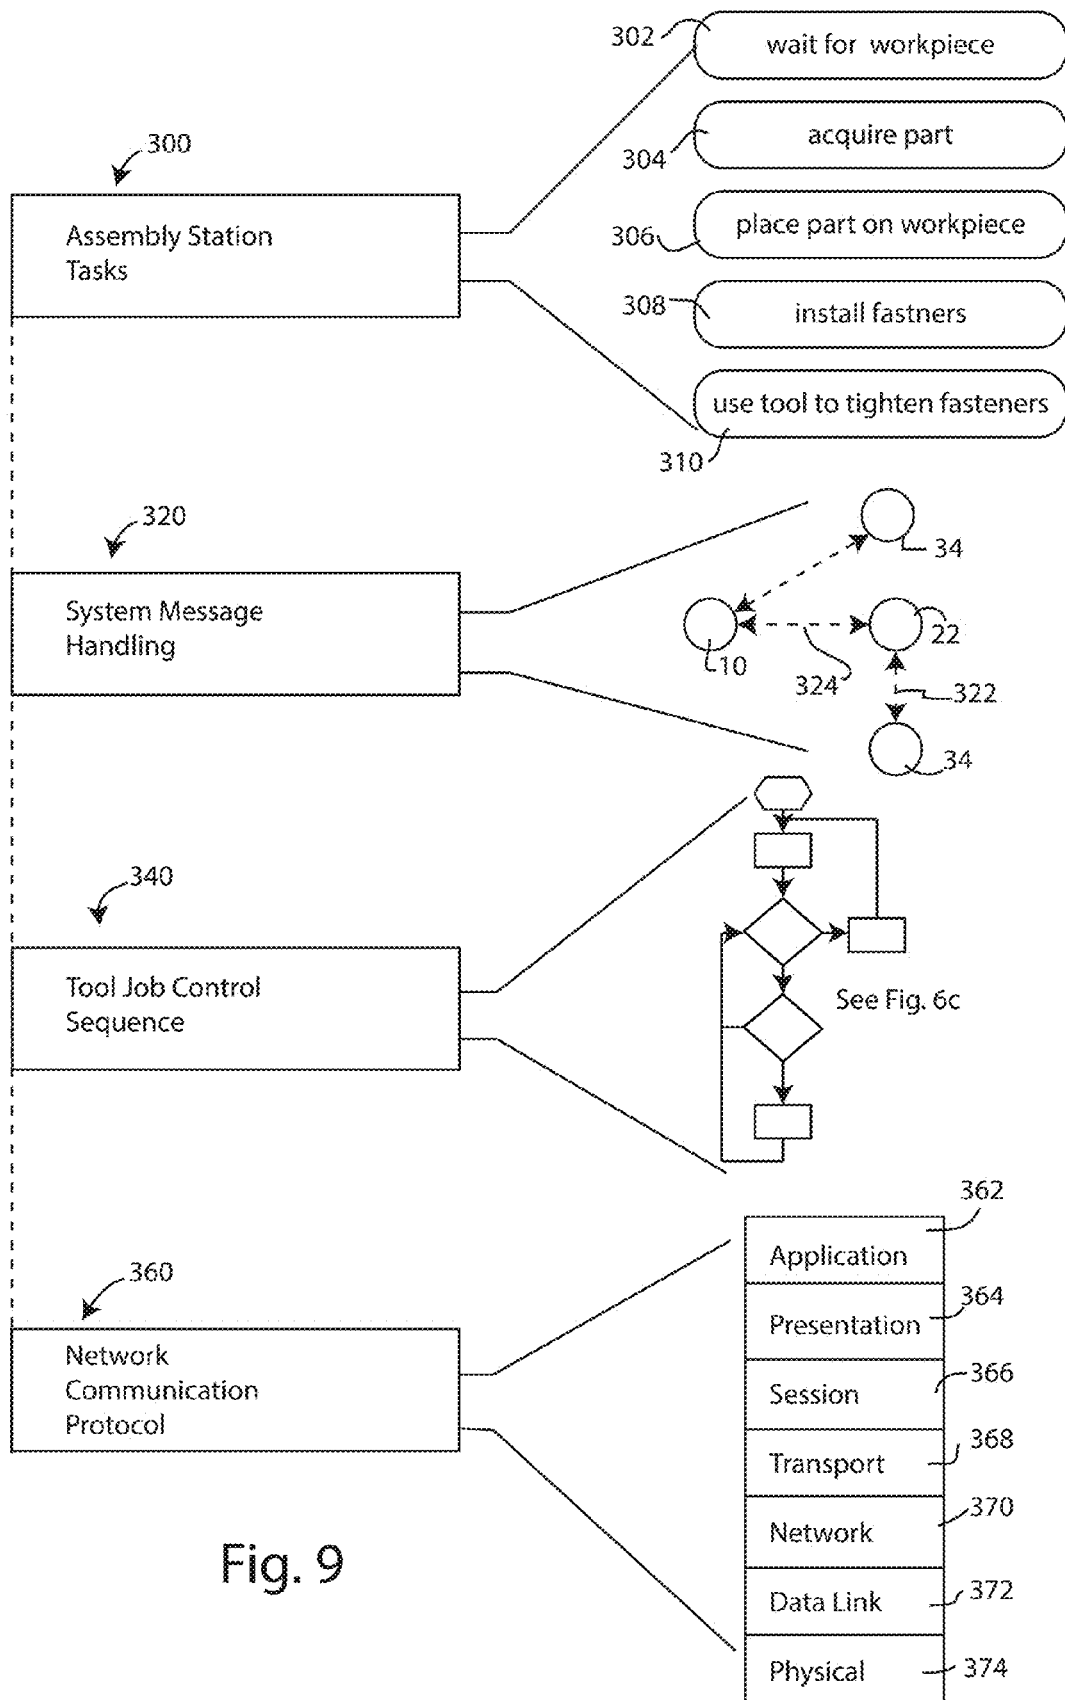 302
wait for workpiece
304
acquire part
300
Assembly Station
Tasks
306
place part on workpiece
308
install fastners
use tool to tighten fasteners
310
320
System Message
Handling
34
10
324
22
322
34
340
Tool Job Control
Sequence
See Fig. 6c
360
Network
Communication
Protocol
362
Application
364
Presentation
366
Session
368
Transport
370
Network
372
Data Link
374
Physical
Fig. 9